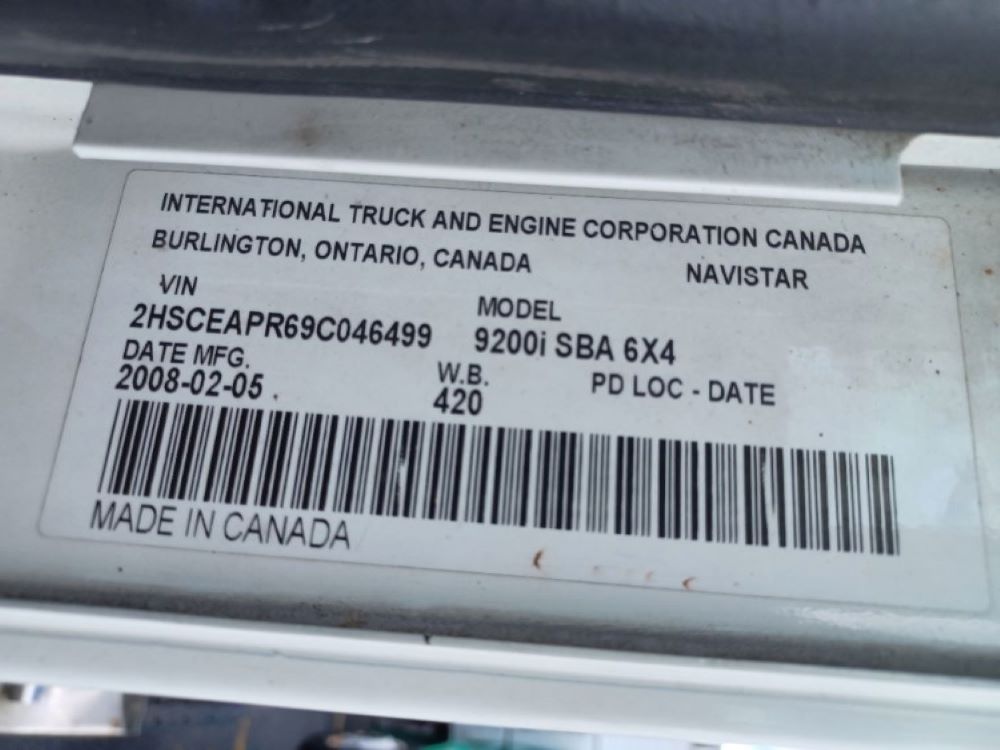 INTERNATIONAL TRUCK AND ENGINE CORPORATION CANADA
BURLINGTON, ONTARIO, CANADA NAVISTAR
VIN MODEL
2HSCEAPR69C046499 9200i SBA 6X4
DATE MFG. W.B. PD LOC - DATE
2008-02-05 420
MADE IN CANADA